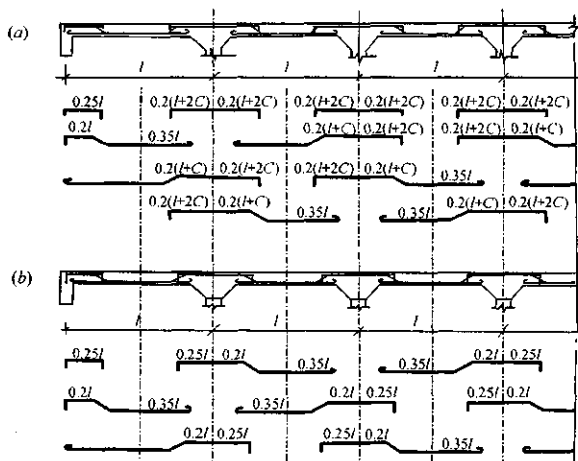 (a)
l l l
0.25l 0.2(l+2C) 0.2(l+2C) 0.2(l+2C) 0.2(l+2C) 0.2(l+2C) 0.2(l+2C)
0.2l 0.35l 0.2(l+C) 0.2(l+2C) 0.2(l+2C) 0.2(l+C)
0.2(l+C) 0.2(l+2C) 0.2(l+2C) 0.2(l+C) 0.35l
0.2(l+2C) 0.2(l+C) 0.35l 0.35l 0.2(l+C) 0.2(l+2C)
(b)
l l l
0.25l 0.25l 0.2l 0.35l 0.35l 0.2l 0.25l
0.2l 0.35l 0.35l 0.2l 0.25l 0.25l 0.2l
0.2l 0.25l 0.25l 0.2l 0.35l